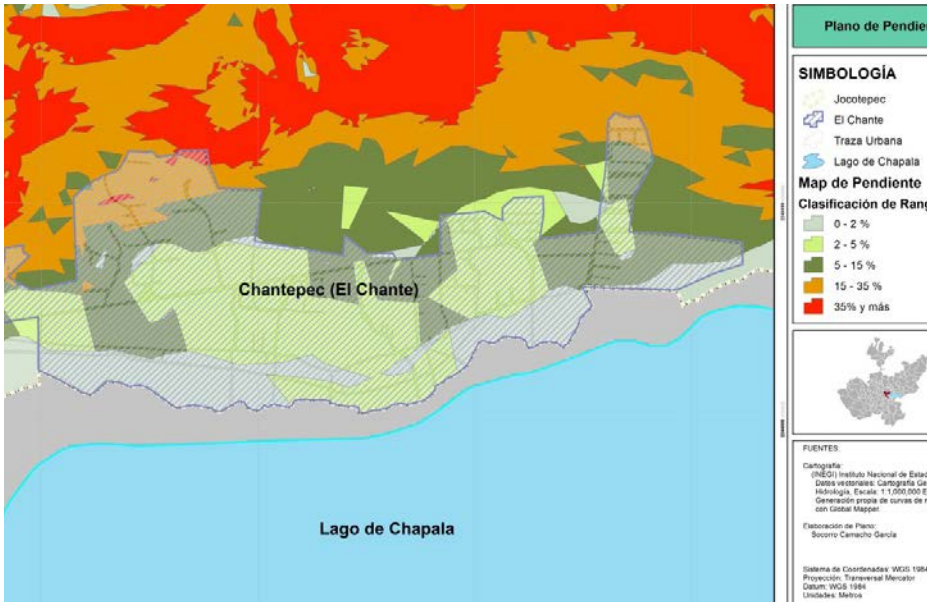 Chantepec (El Chante)
Lago de Chapala
Plano de Pendie
SIMBOLOGÍA
Jocotepec
El Chante
Traza Urbana
Lago de Chapala
Map de Pendiente
Clasificación de Rang
0 - 2 %
2 - 5 %
5 - 15 %
15 - 35 %
35% y más
FUENTES
Cartografía:
(INEGI) Instituto Nacional de Estad
Datos vectoriales: Cartografía Ge
Hidrología, Escala: 1:1,000,000 E
Generación propia de curvas de n
con Global Mapper.
Elaboración de Plano:
Socorro Camacho García
Sistema de Coordenadas: WGS 1984
Proyección: Transversal Mercator
Datum: WGS 1984
Unidades: Metros